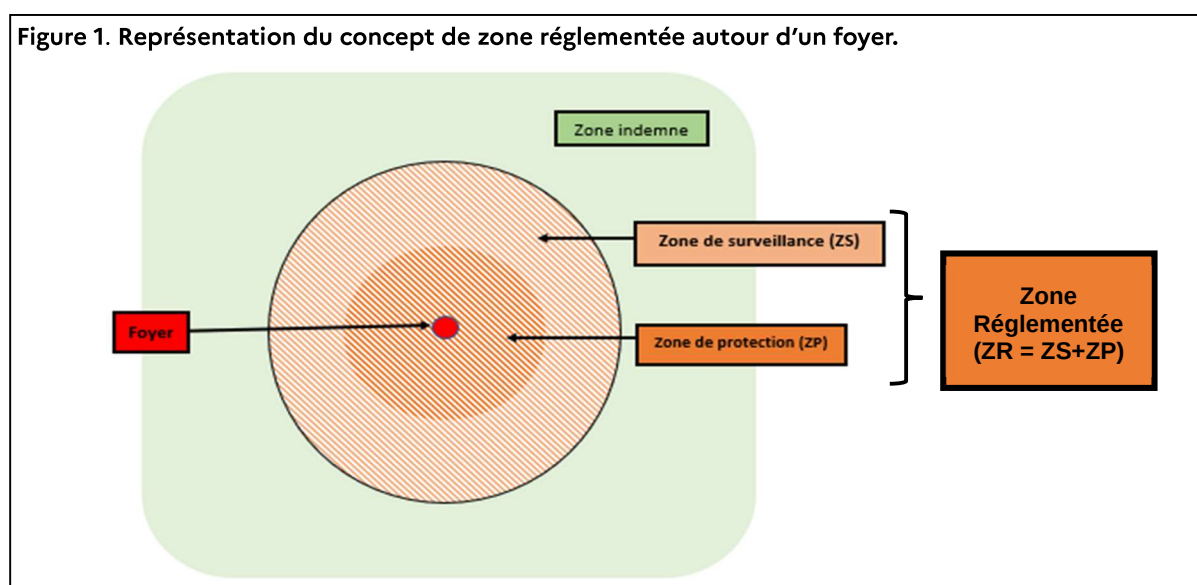 Figure 1. Représentation du concept de zone réglementée autour d’un foyer.
Zone indemne
Zone de surveillance (ZS)
Foyer
Zone de protection (ZP)
Zone
Réglementée
(ZR = ZS+ZP)